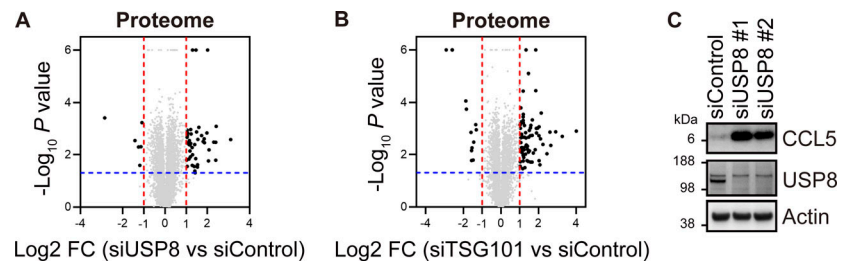 A
Proteome
-Log10 P value
6
4
2
0
-4
-2
-1
0
1
2
4
Log2 FC (siUSP8 vs siControl)
B
Proteome
-Log10 P value
6
4
2
0
-4
-2
-1
0
1
2
4
Log2 FC (siTSG101 vs siControl)
C
siControl
siUSP8 #1
siUSP8 #2
kDa
6
CCL5
188
98
USP8
38
Actin